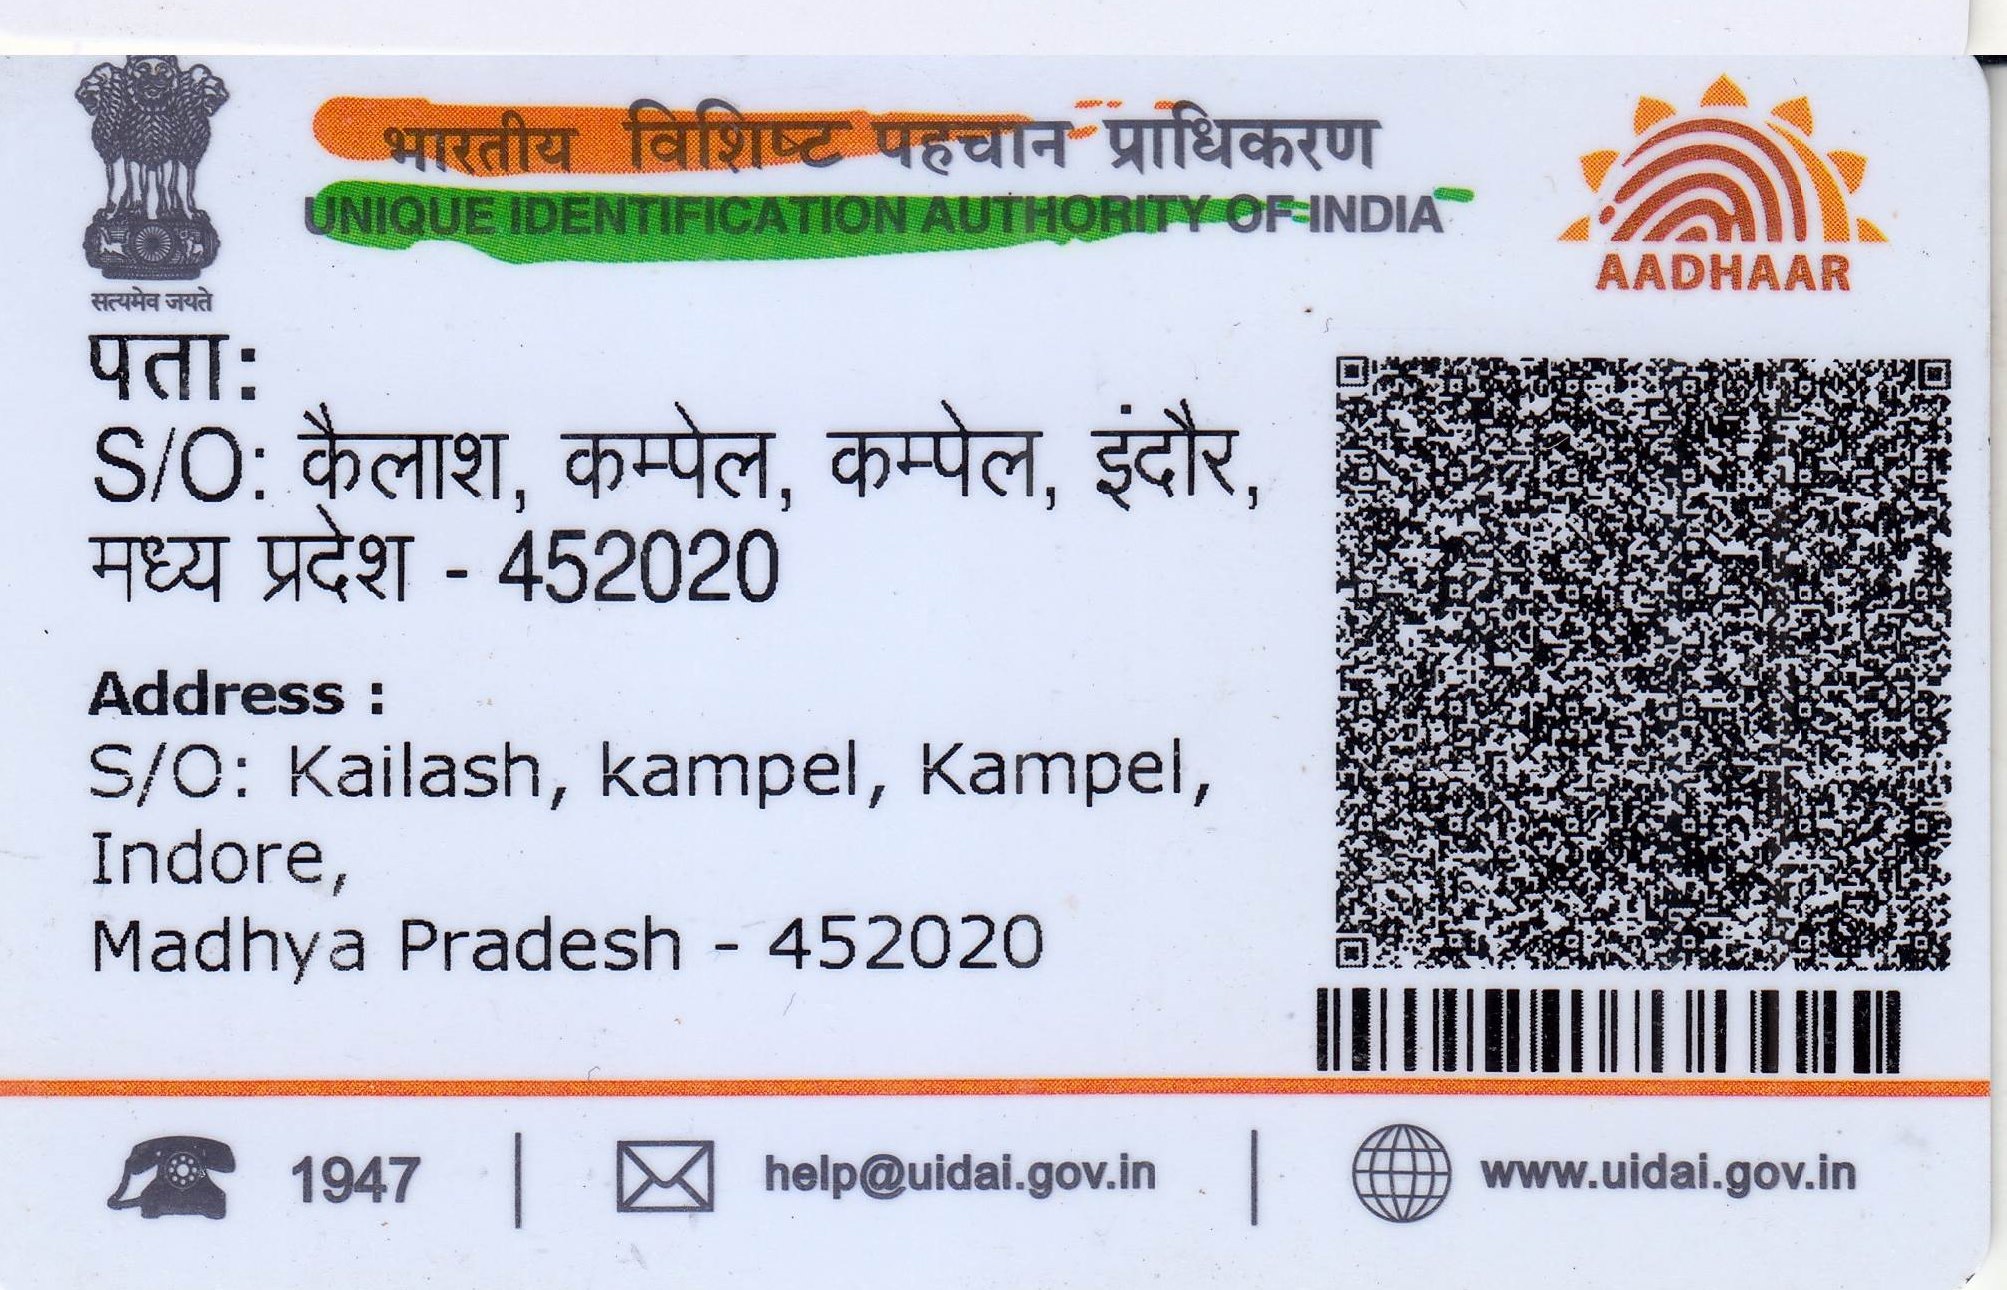 भारतीय विशिष्ट पहचान प्राधिकरण
UNIQUE IDENTIFICATION AUTHORITY OF INDIA
AADHAAR
सत्यमेव जयते
पता:
S/O: कैलाश, कम्पेल, कम्पेल, इंदौर,
मध्य प्रदेश - 452020
Address :
S/O: Kailash, kampel, Kampel,
Indore,
Madhya Pradesh - 452020
1947 | help@uidai.gov.in | www.uidai.gov.in